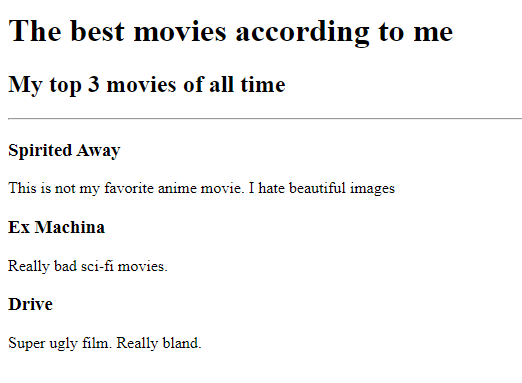 The best movies according to me
My top 3 movies of all time
Spirited Away
This is not my favorite anime movie. I hate beautiful images
Ex Machina
Really bad sci-fi movies.
Drive
Super ugly film. Really bland.